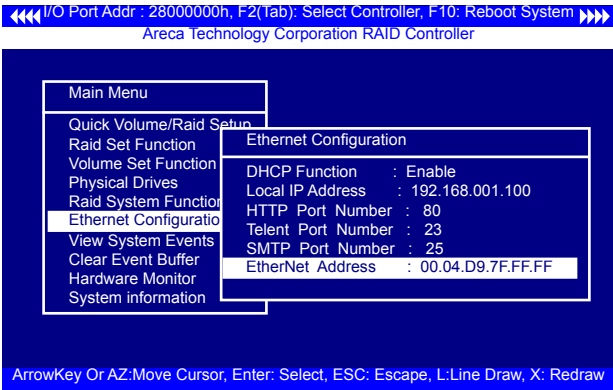 I/O Port Addr : 28000000h, F2(Tab): Select Controller, F10: Reboot System
Areca Technology Corporation RAID Controller
Main Menu
Quick Volume/Raid Setup
Raid Set Function
Volume Set Function
Physical Drives
Raid System Function
Ethernet Configuratio
View System Events
Clear Event Buffer
Hardware Monitor
System information
Ethernet Configuration
DHCP Function : Enable
Local IP Address : 192.168.001.100
HTTP Port Number : 80
Telent Port Number : 23
SMTP Port Number : 25
EtherNet Address : 00.04.D9.7F.FF.FF
ArrowKey Or AZ:Move Cursor, Enter: Select, ESC: Escape, L:Line Draw, X: Redraw